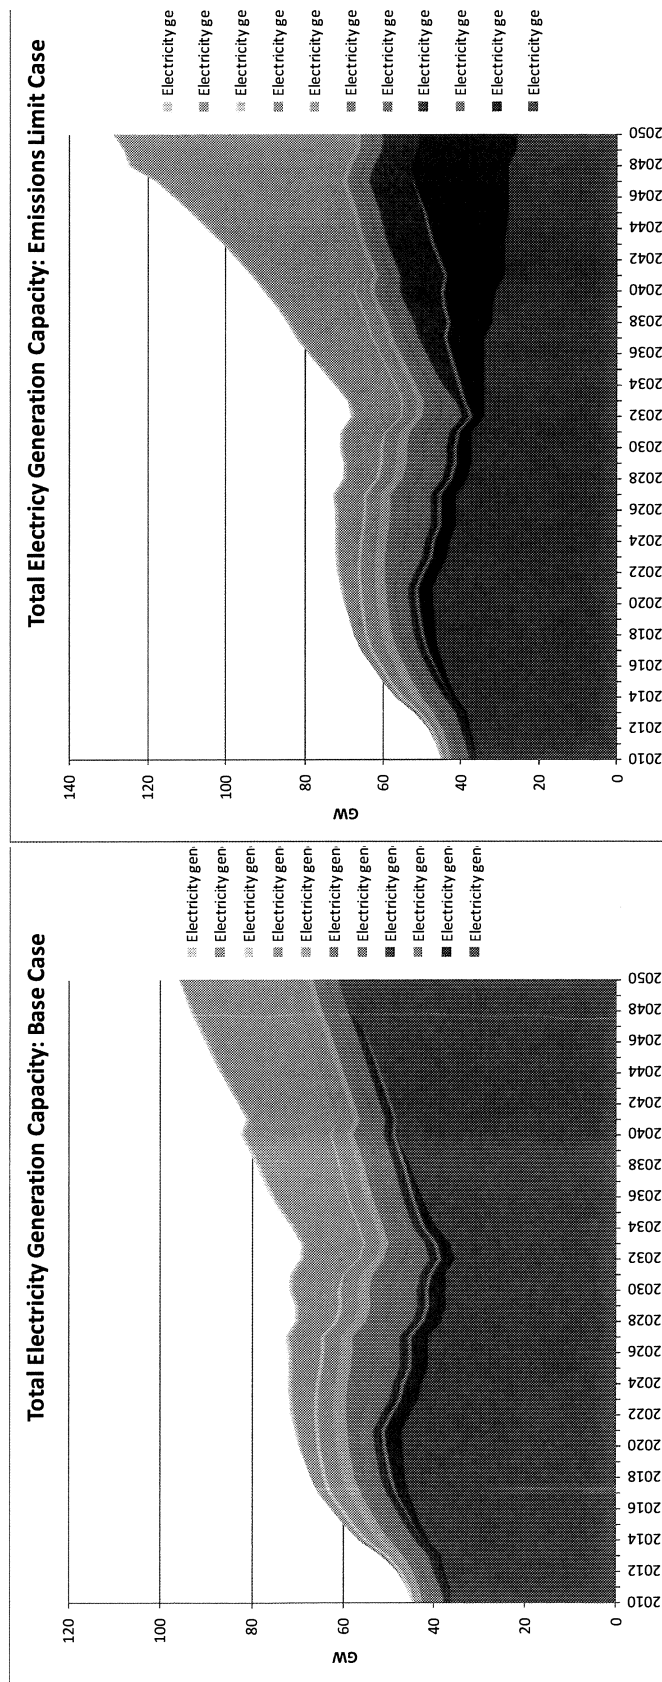 Total Electricity Generation Capacity: Base Case
GW
120
100
80
60
40
20
0
2010 2012 2014 2016 2018 2020 2022 2024 2026 2028 2030 2032 2034 2036 2038 2040 2042 2044 2046 2048 2050
Electricity gen
Electricity gen
Electricity gen
Electricity gen
Electricity gen
Electricity gen
Electricity gen
Electricity gen
Electricity gen
Electricity gen
Electricity gen
Total Electricy Generation Capacity: Emissions Limit Case
GW
140
120
100
80
60
40
20
0
2010 2012 2014 2016 2018 2020 2022 2024 2026 2028 2030 2032 2034 2036 2038 2040 2042 2044 2046 2048 2050
Electricity ge
Electricity ge
Electricity ge
Electricity ge
Electricity ge
Electricity ge
Electricity ge
Electricity ge
Electricity ge
Electricity ge
Electricity ge